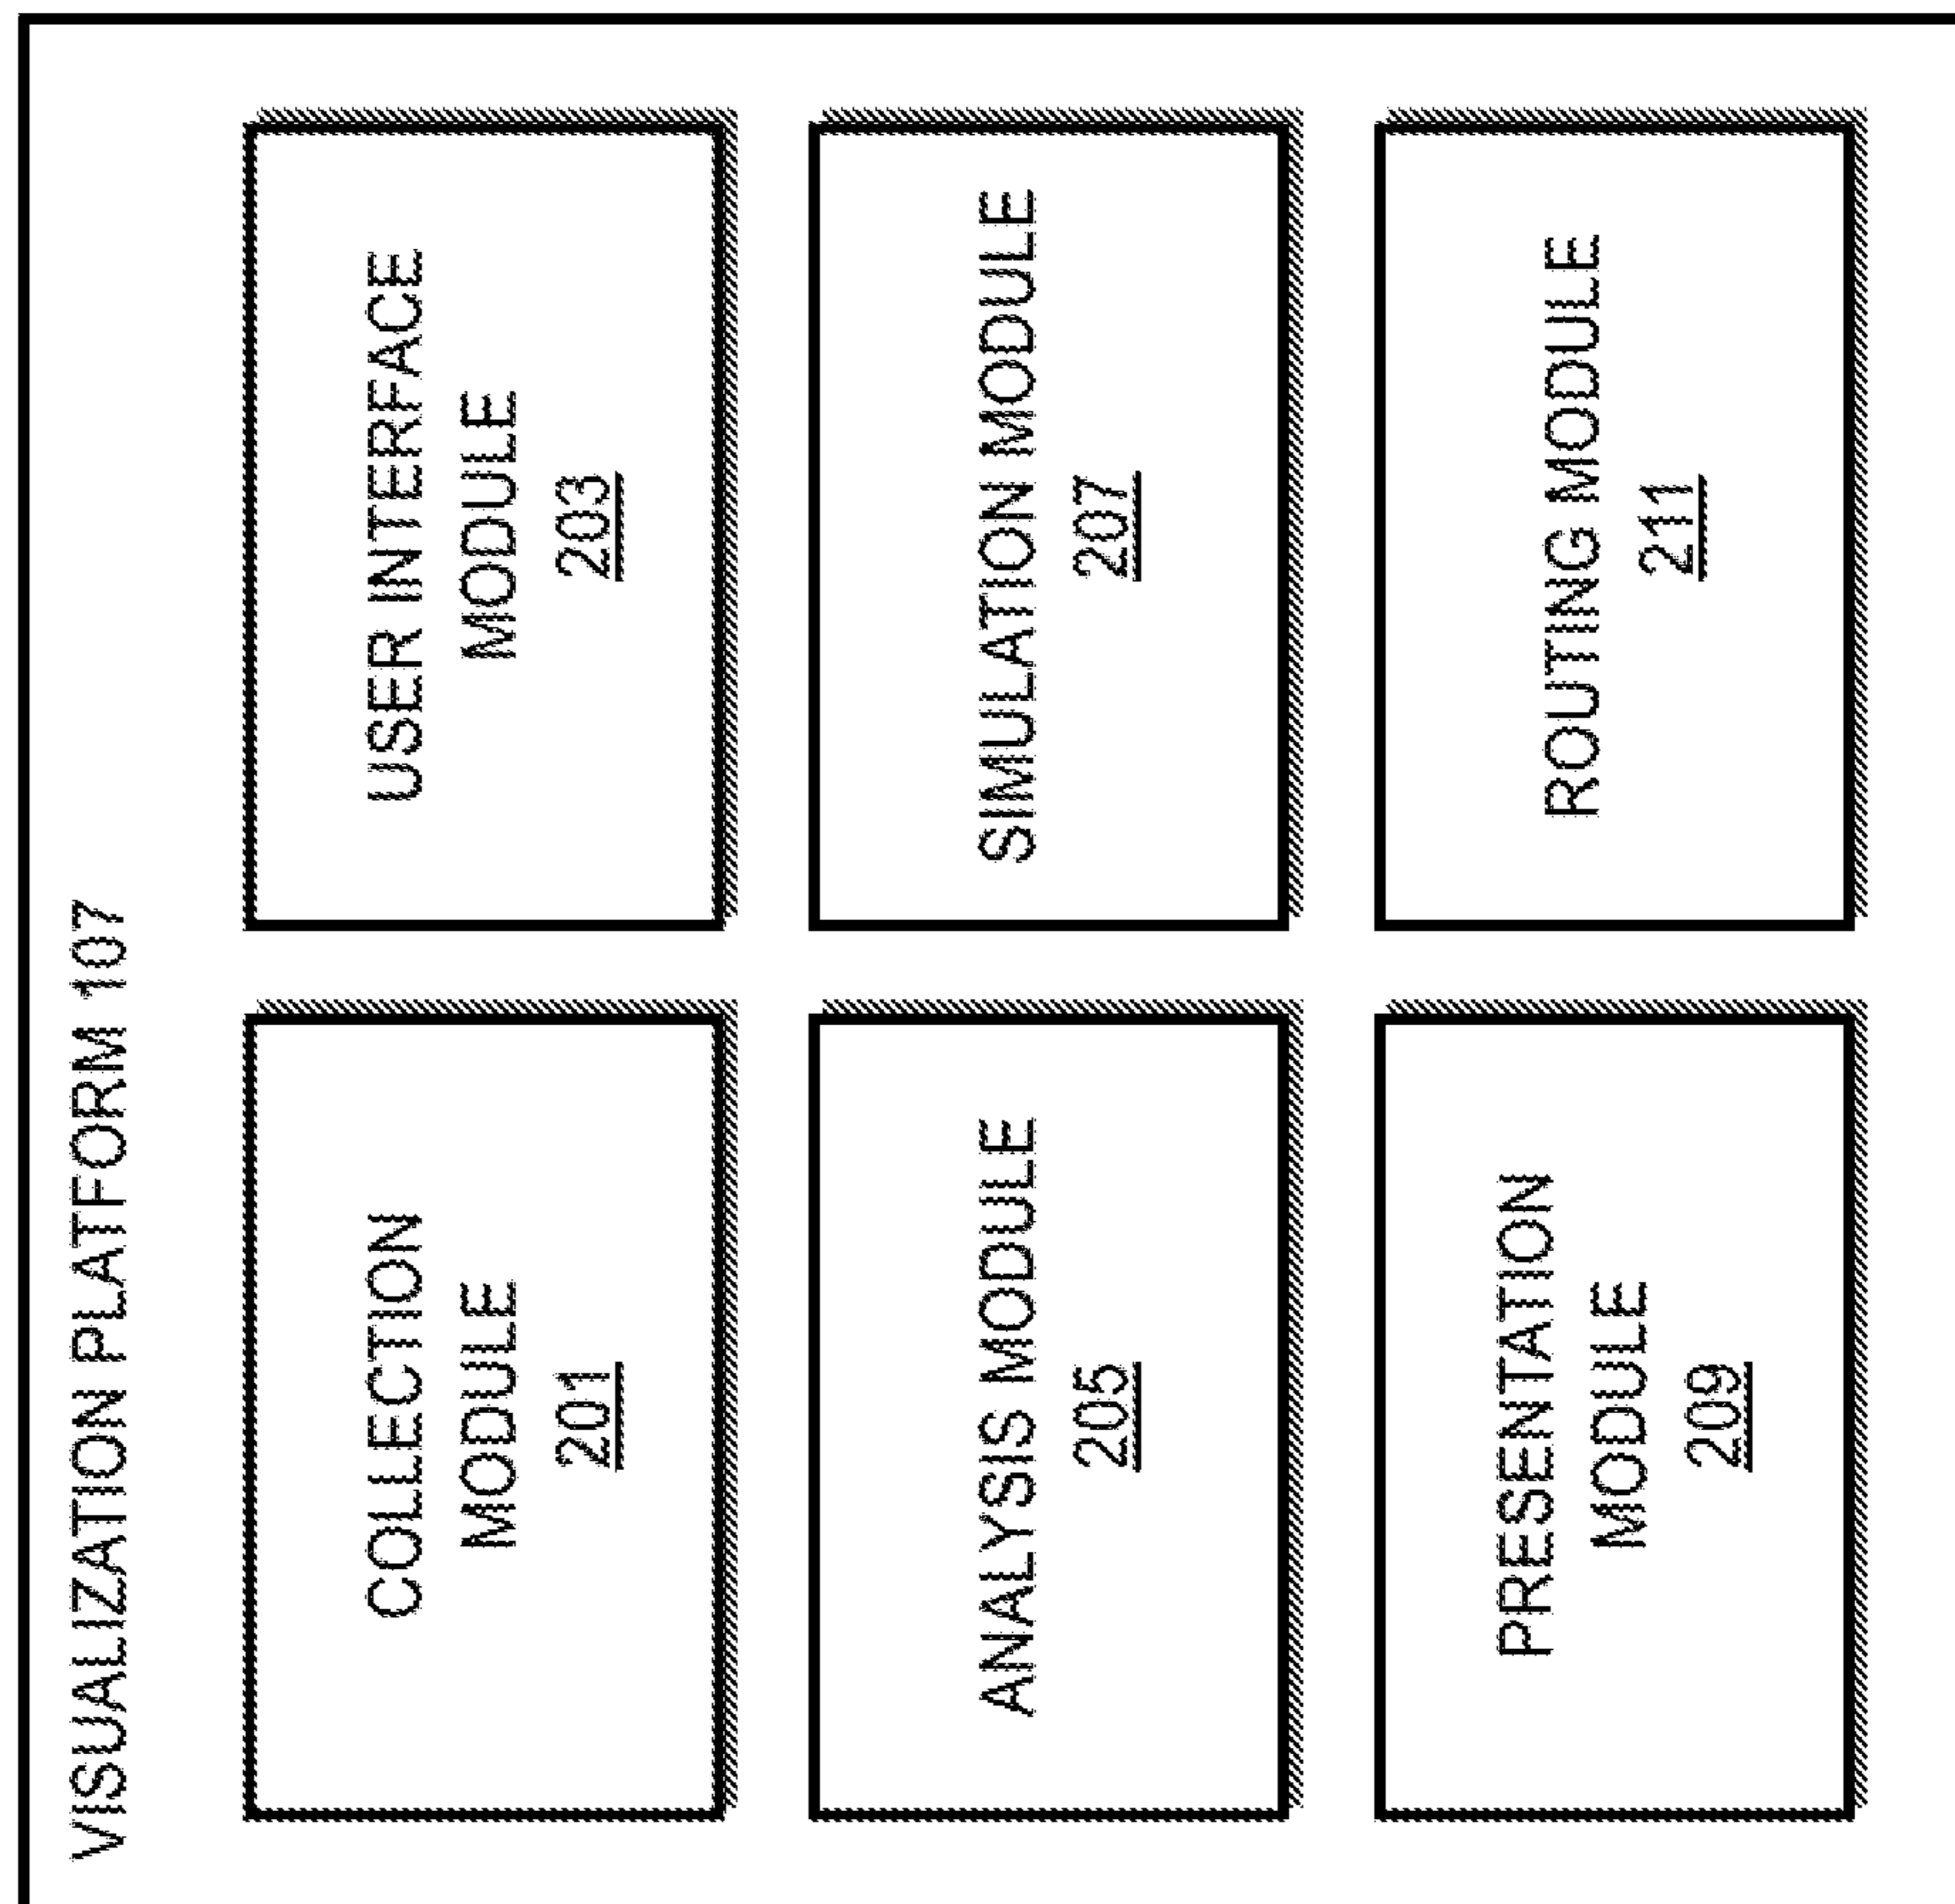 VISUALIZATION PLATFORM 107
COLLECTION
MODULE
201
USER INTERFACE
MODULE
203
ANALYSIS MODULE
205
SIMULATION MODULE
207
PRESENTATION
MODULE
209
ROUTING MODULE
211